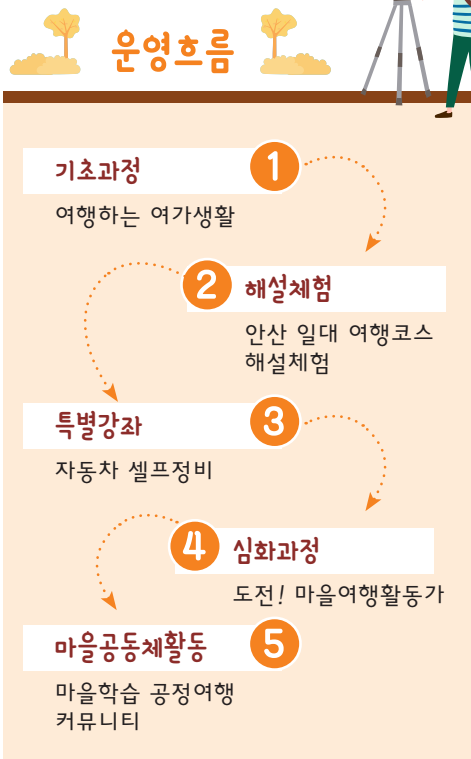 운영흐름
기초과정 1
여행하는 여가생활
2 해설체험
안산 일대 여행코스
해설체험
특별강좌 3
자동차 셀프정비
4 심화과정
도전! 마을여행활동가
마을공동체활동 5
마을학습 공정여행
커뮤니티